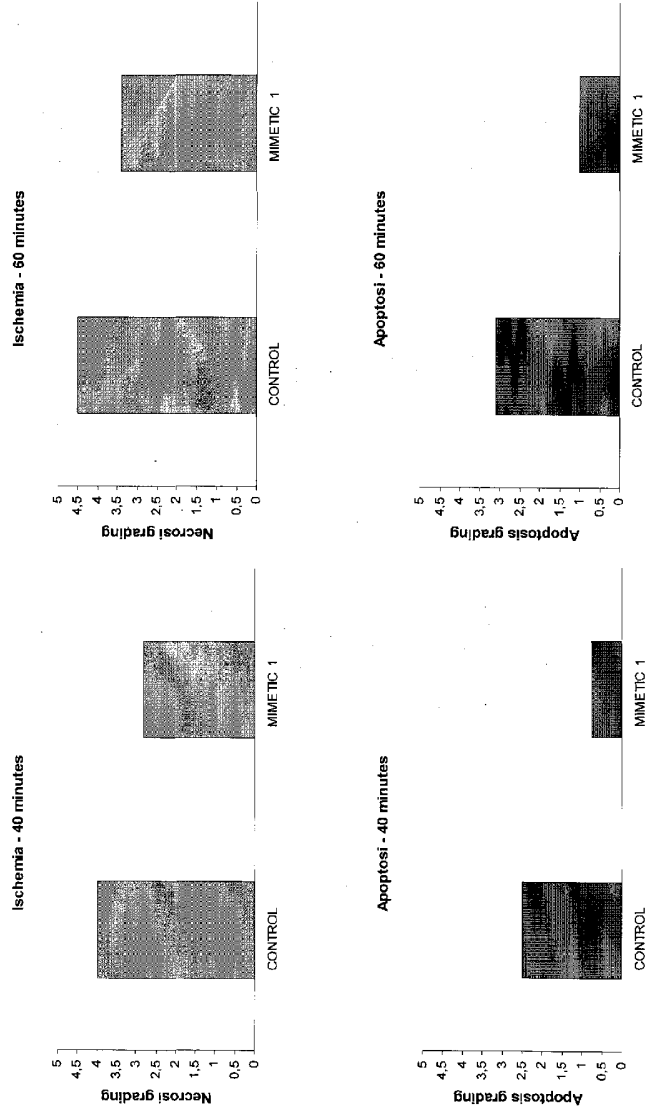 Ischemia - 40 minutes
Necrosi grading
5
4,5
4
3,5
3
2,5
2
1,5
1
0,5
0
CONTROL
MIMETIC 1
Ischemia - 60 minutes
Necrosi grading
5
4,5
4
3,5
3
2,5
2
1,5
1
0,5
0
CONTROL
MIMETIC 1
Apoptosi - 40 minutes
Apoptosis grading
5
4,5
4
3,5
3
2,5
2
1,5
1
0,5
0
CONTROL
MIMETIC 1
Apoptosi - 60 minutes
Apoptosis grading
5
4,5
4
3,5
3
2,5
2
1,5
1
0,5
0
CONTROL
MIMETIC 1